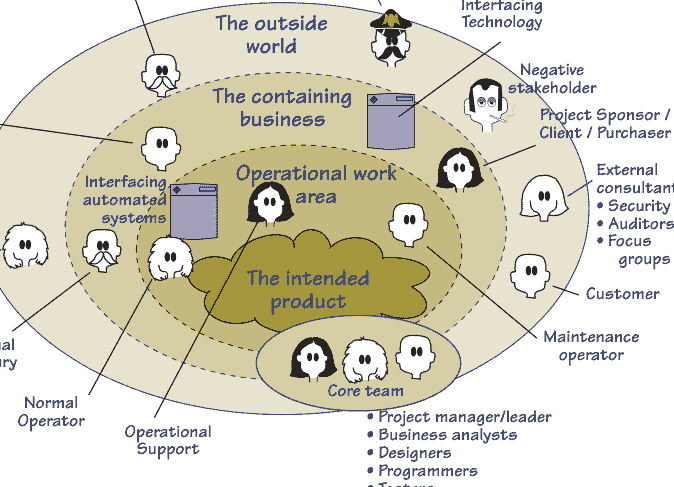 Interfacing
Technology
The outside
world
Negative
stakeholder
The containing
business
Project Sponsor /
Client / Purchaser
Operational work
area
Interfacing
automated
systems
External
consultant
• Security
• Auditors
• Focus
groups
The intended
product
Customer
Maintenance
operator
Core team
Normal
Operator
Operational
Support
• Project manager/leader
• Business analysts
• Designers
• Programmers